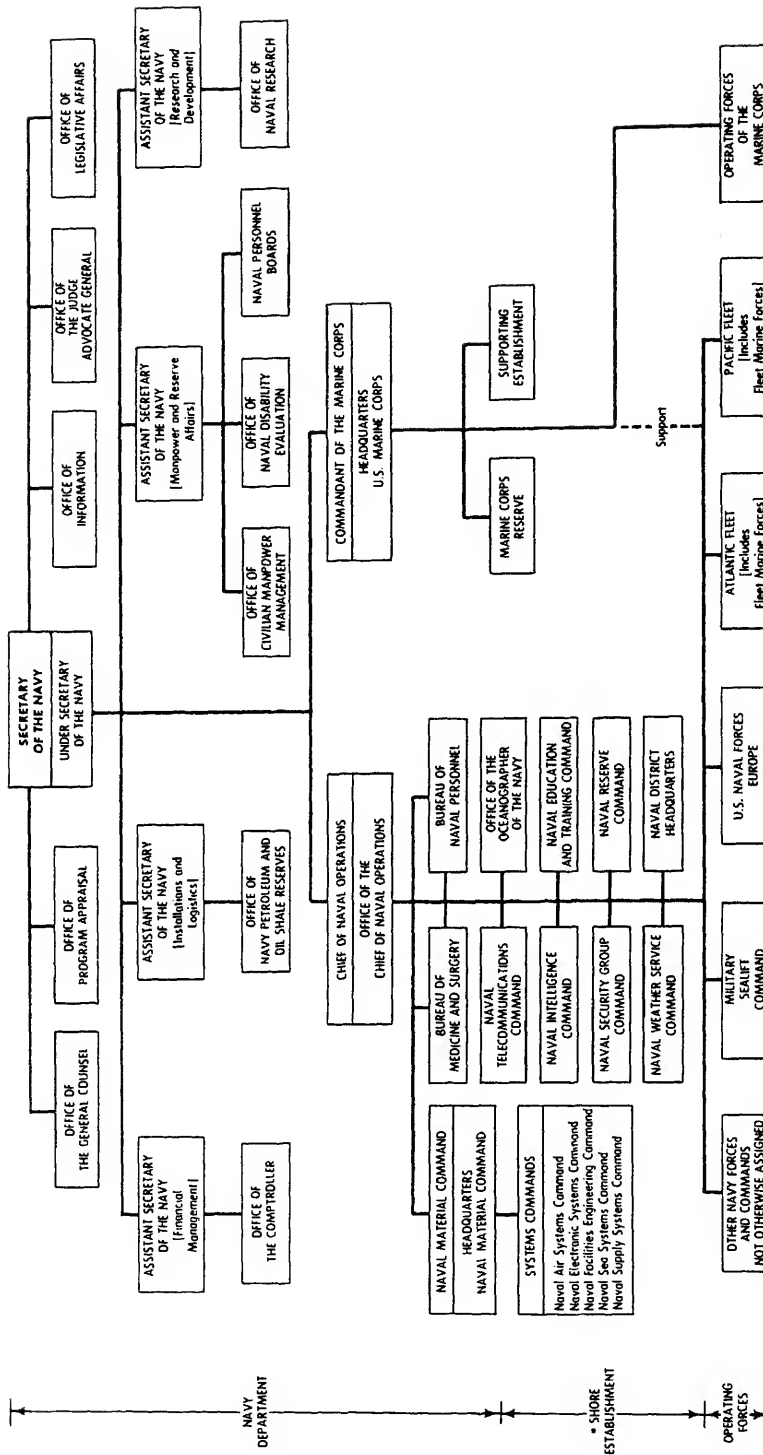 SECRETARY
OF THE NAVY
UNDER SECRETARY
OF THE NAVY
OFFICE OF
THE GENERAL COUNSEL
OFFICE OF
PROGRAM APPRAISAL
OFFICE OF
INFORMATION
OFFICE OF
THE JUDGE
ADVOCATE GENERAL
OFFICE OF
LEGISLATIVE AFFAIRS
ASSISTANT SECRETARY
OF THE NAVY
[Financial
Management]
ASSISTANT SECRETARY
OF THE NAVY
[Installations and
Logistics]
ASSISTANT SECRETARY
OF THE NAVY
[Manpower and Reserve
Affairs]
ASSISTANT SECRETARY
OF THE NAVY
[Research and
Development]
OFFICE OF
THE COMPTROLLER
OFFICE OF
NAVY PETROLEUM AND
OIL SHALE RESERVES
OFFICE OF
CIVILIAN MANPOWER
MANAGEMENT
OFFICE OF
NAVAL DISABILITY
EVALUATION
NAVAL PERSONNEL
BOARDS
OFFICE OF
NAVAL RESEARCH
NAVY
DEPARTMENT
CHIEF OF NAVAL OPERATIONS
OFFICE OF THE
CHIEF OF NAVAL OPERATIONS
COMMANDANT OF THE MARINE CORPS
HEADQUARTERS
U.S. MARINE CORPS
NAVAL MATERIAL COMMAND
HEADQUARTERS
NAVAL MATERIAL COMMAND
BUREAU OF
MEDICINE AND SURGERY
BUREAU OF
NAVAL PERSONNEL
SYSTEMS COMMANDS
Naval Air Systems Command
Naval Electronic Systems Command
Naval Facilities Engineering Command
Naval Sea Systems Command
Naval Supply Systems Command
NAVAL
TELECOMMUNICATIONS
COMMAND
OFFICE OF THE
OCEANOGRAPHER
OF THE NAVY
NAVAL INTELLIGENCE
COMMAND
NAVAL EDUCATION
AND TRAINING COMMAND
NAVAL SECURITY GROUP
COMMAND
NAVAL RESERVE
COMMAND
NAVAL WEATHER SERVICE
COMMAND
NAVAL DISTRICT
HEADQUARTERS
MARINE CORPS
RESERVE
SUPPORTING
ESTABLISHMENT
* SHORE
ESTABLISHMENT
Support
OPERATING
FORCES
OTHER NAVY FORCES
AND COMMANDS
NOT OTHERWISE ASSIGNED
MILITARY
SEALIFT
COMMAND
U.S. NAVAL FORCES
EUROPE
ATLANTIC FLEET
[Includes
Fleet Marine Forces]
PACIFIC FLEET
[Includes
Fleet Marine Forces]
OPERATING FORCES
OF THE
MARINE CORPS